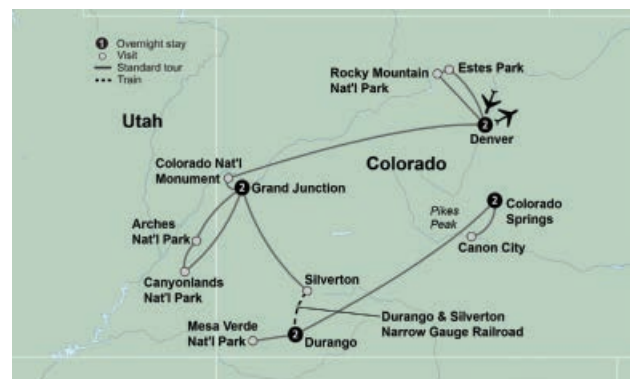 1 Overnight stay
Visit
Standard tour
Train
Utah
Rocky Mountain
Nat'l Park
Estes Park
2
Denver
Colorado
Colorado Nat'l
Monument
2 Grand Junction
Arches
Nat'l Park
Canyonlands
Nat'l Park
2 Colorado
Springs
Pikes
Peak
Canon City
Silverton
Durango & Silverton
Narrow Gauge Railroad
Mesa Verde
Nat'l Park
2 Durango